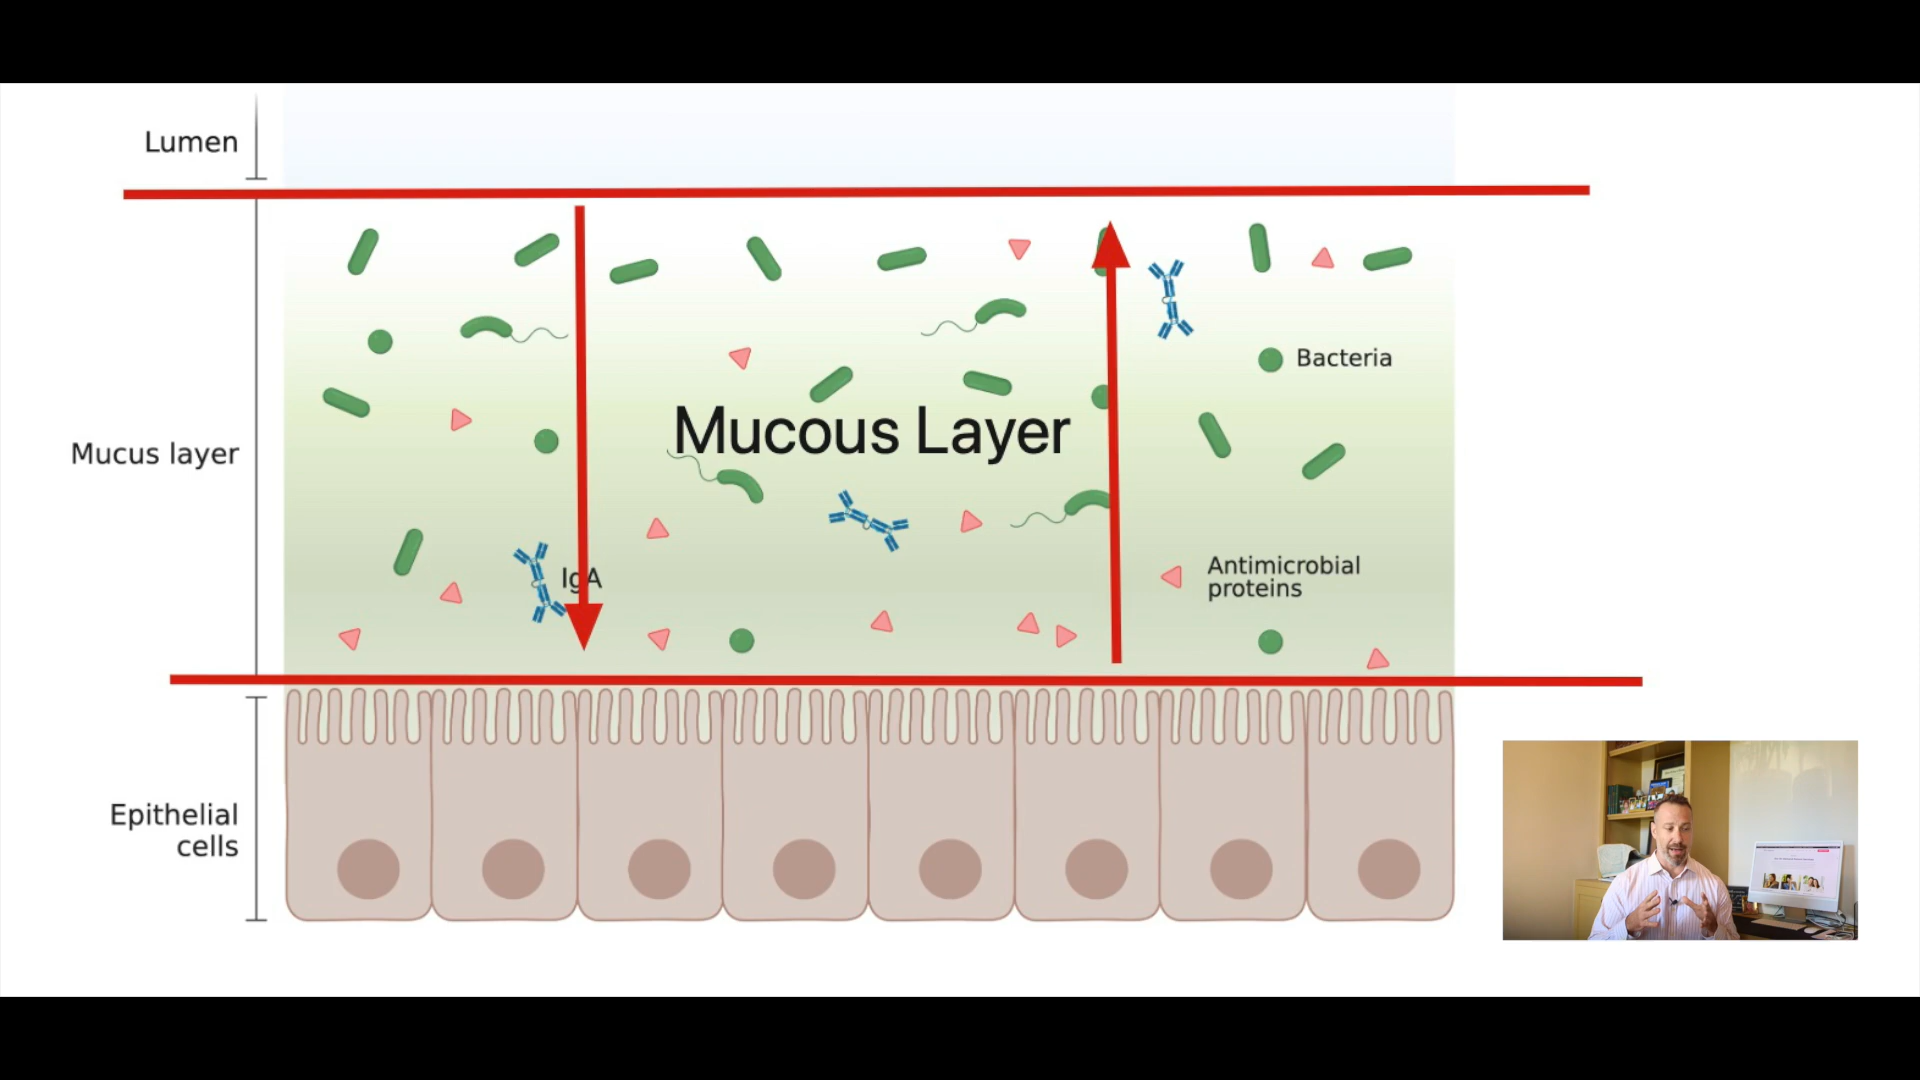 Lumen
Mucus layer
Mucous Layer
Bacteria
IgA
Antimicrobial
proteins
Epithelial
cells